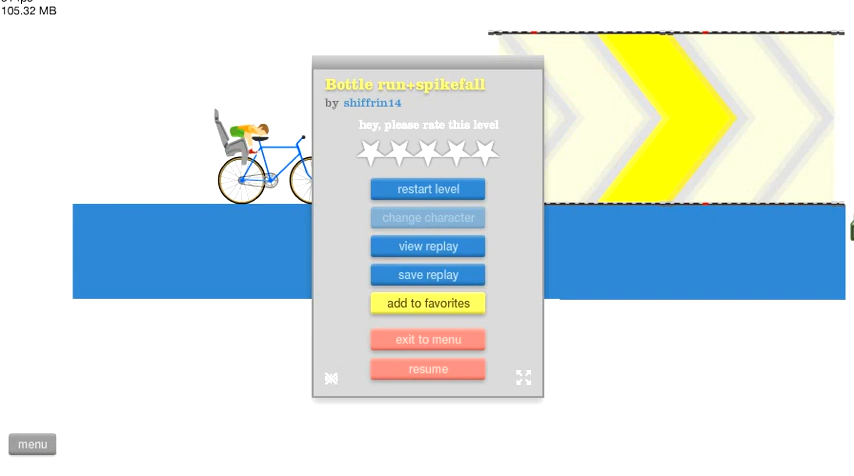 105.32 MB
Bottle run+spikefall
by shiffrin14
hey, please rate this level
restart level
change character
view replay
save replay
add to favorites
exit to menu
resume
menu